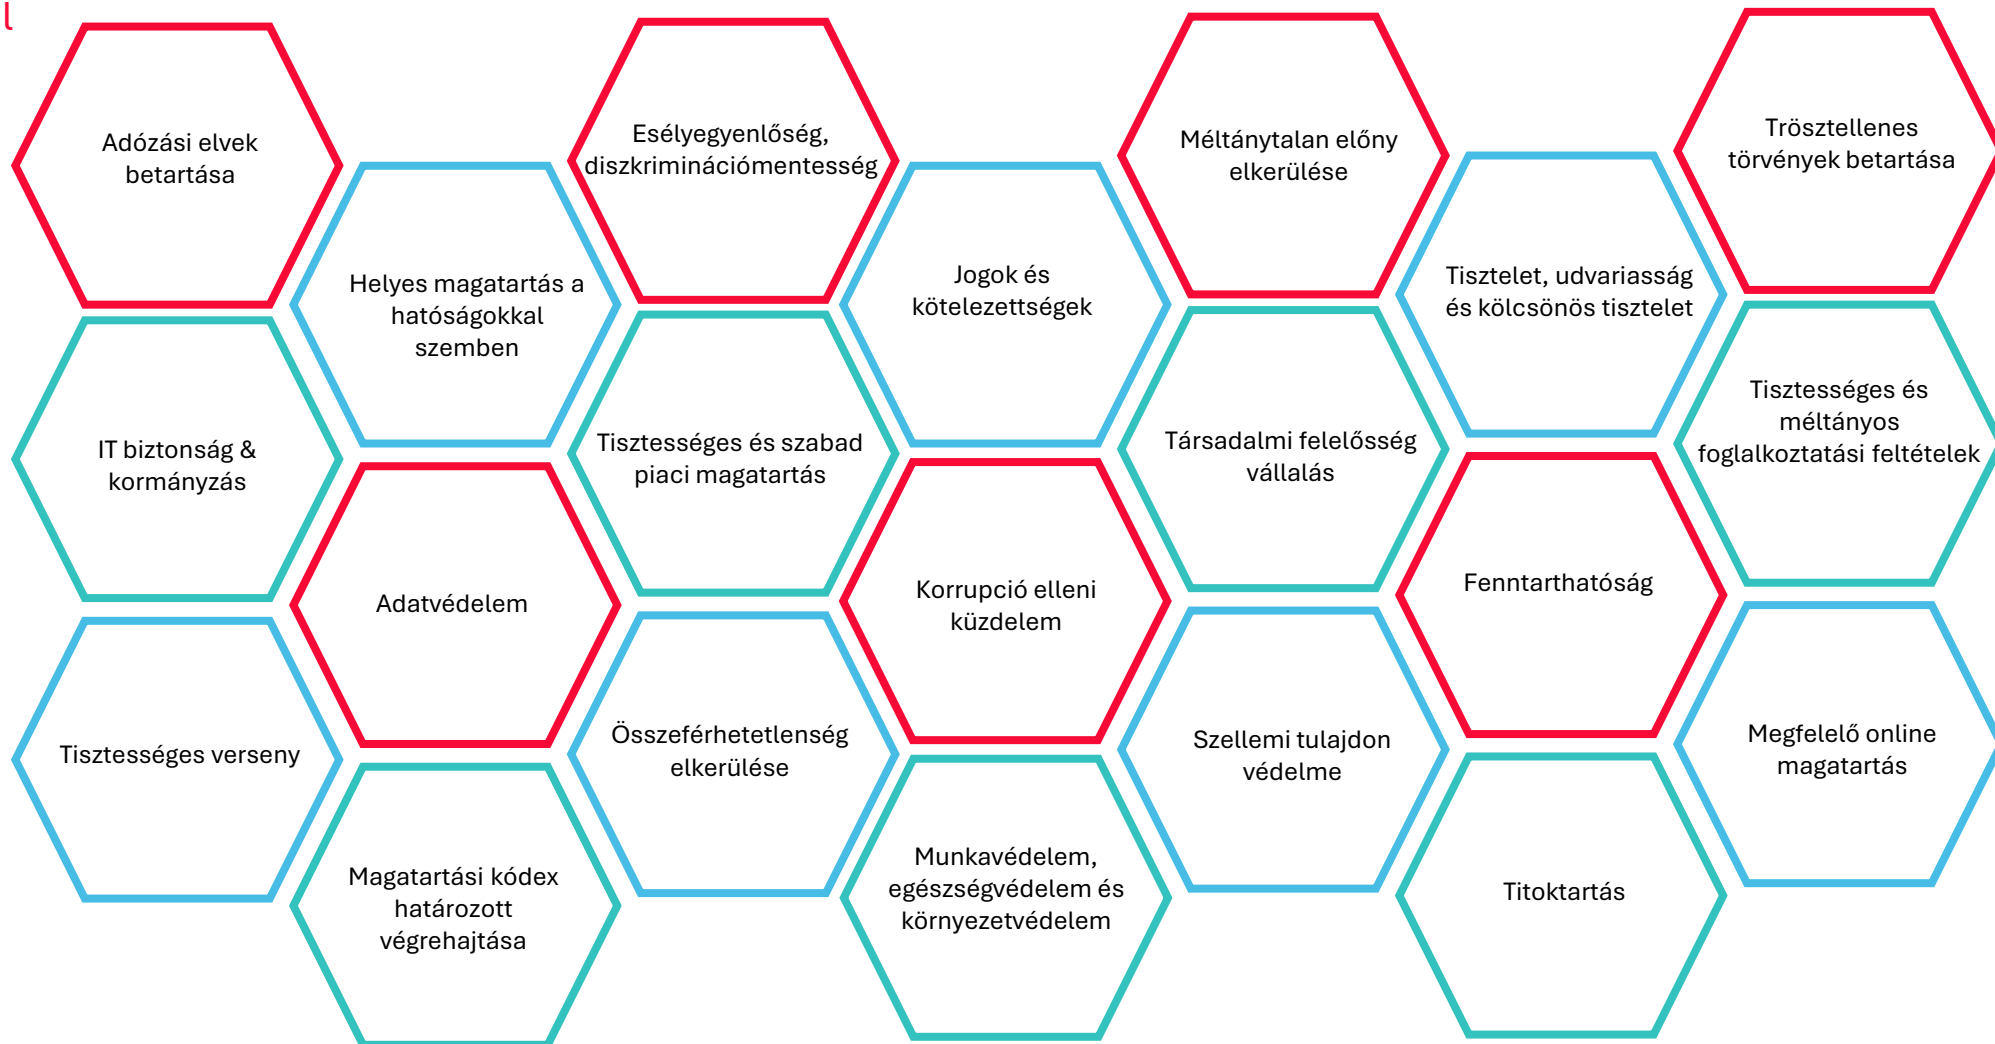 l
Adózási elvek
betartása
Esélyegyenlőség,
diszkriminációmentesség
Méltánytalan előny
elkerülése
Trösztellenes
törvények betartása
Helyes magatartás a
hatóságokkal
szemben
Jogok és
kötelezettségek
Tisztelet, udvariasság
és kölcsönös tisztelet
IT biztonság &
kormányzás
Tisztességes és szabad
piaci magatartás
Társadalmi felelősség
vállalás
Tisztességes és
méltányos
foglalkoztatási feltételek
Adatvédelem
Korrupció elleni
küzdelem
Fenntarthatóság
Tisztességes verseny
Összeférhetetlenség
elkerülése
Szellemi tulajdon
védelme
Megfelelő online
magatartás
Magatartási kódex
határozott
végrehajtása
Munkavédelem,
egészségvédelem és
környezetvédelem
Titoktartás